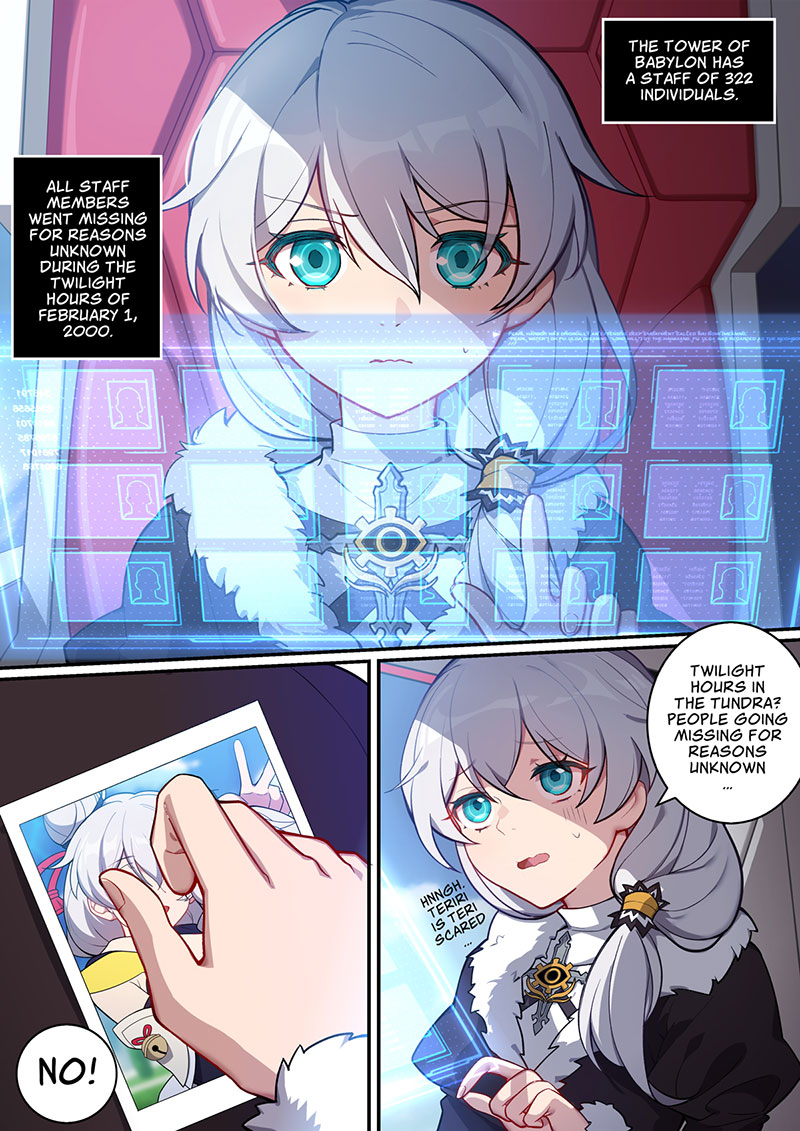 THE TOWER OF
BABYLON HAS
A STAFF OF 322
INDIVIDUALS.
ALL STAFF
MEMBERS
WENT MISSING
FOR REASONS
UNKNOWN
DURING THE
TWILIGHT
HOURS OF
FEBRUARY 1,
2000.
TWILIGHT
HOURS IN
THE TUNDRA?
PEOPLE GOING
MISSING FOR
REASONS
UNKNOWN
...
HNNGH.
TERIRI
IS TERI
SCARED
...
NO!